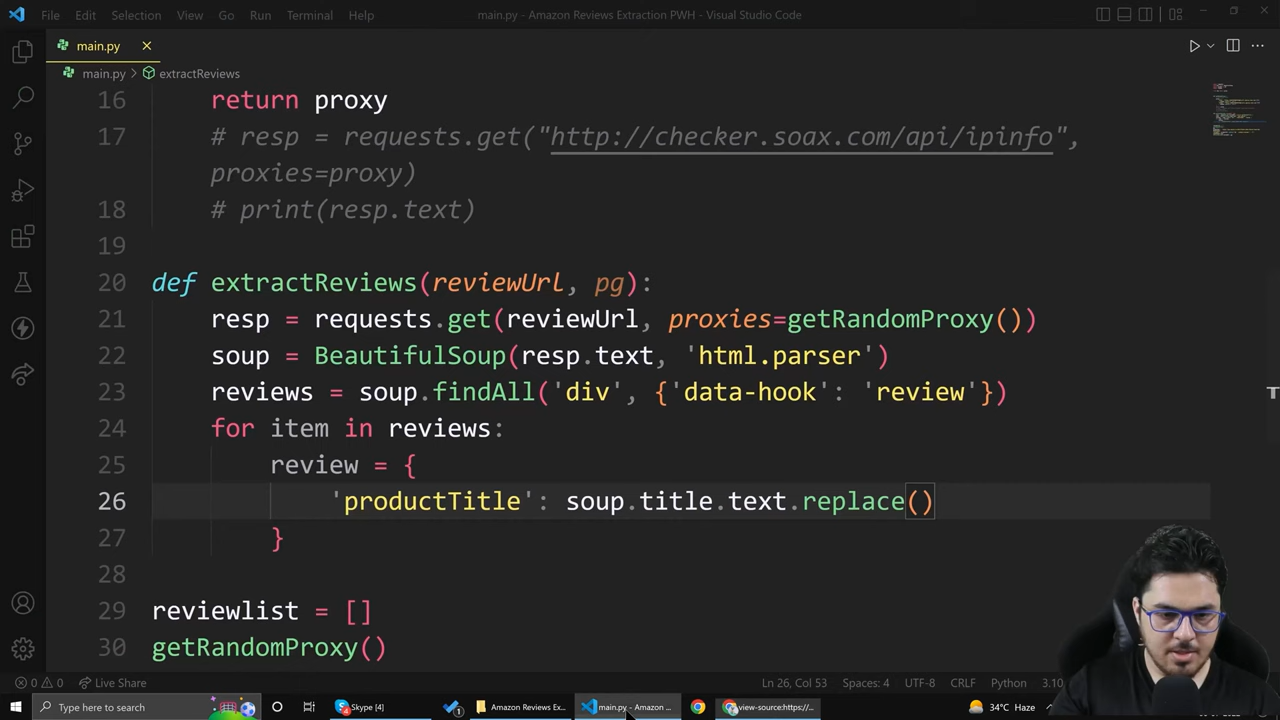 File Edit Selection View Go Run Terminal Help main.py - Amazon Reviews Extraction PWH - Visual Studio Code
main.py
main.py > extractReviews
16 return proxy
17 # resp = requests.get("http://checker.soax.com/api/ipinfo",
proxies=proxy)
18 # print(resp.text)
19
20 def extractReviews(reviewUrl, pg):
21 resp = requests.get(reviewUrl, proxies=getRandomProxy())
22 soup = BeautifulSoup(resp.text, 'html.parser')
23 reviews = soup.findAll('div', {'data-hook': 'review'})
24 for item in reviews:
25 review = {
26 'productTitle': soup.title.text.replace()
27 }
28
29 reviewlist = []
30 getRandomProxy()
0 0 Live Share Ln 26, Col 53 Spaces: 4 UTF-8 CRLF Python 3.10
Type here to search Skype [4] Amazon Reviews Ex... main.py - Amazon ... view-source:https://... 34°C Haze